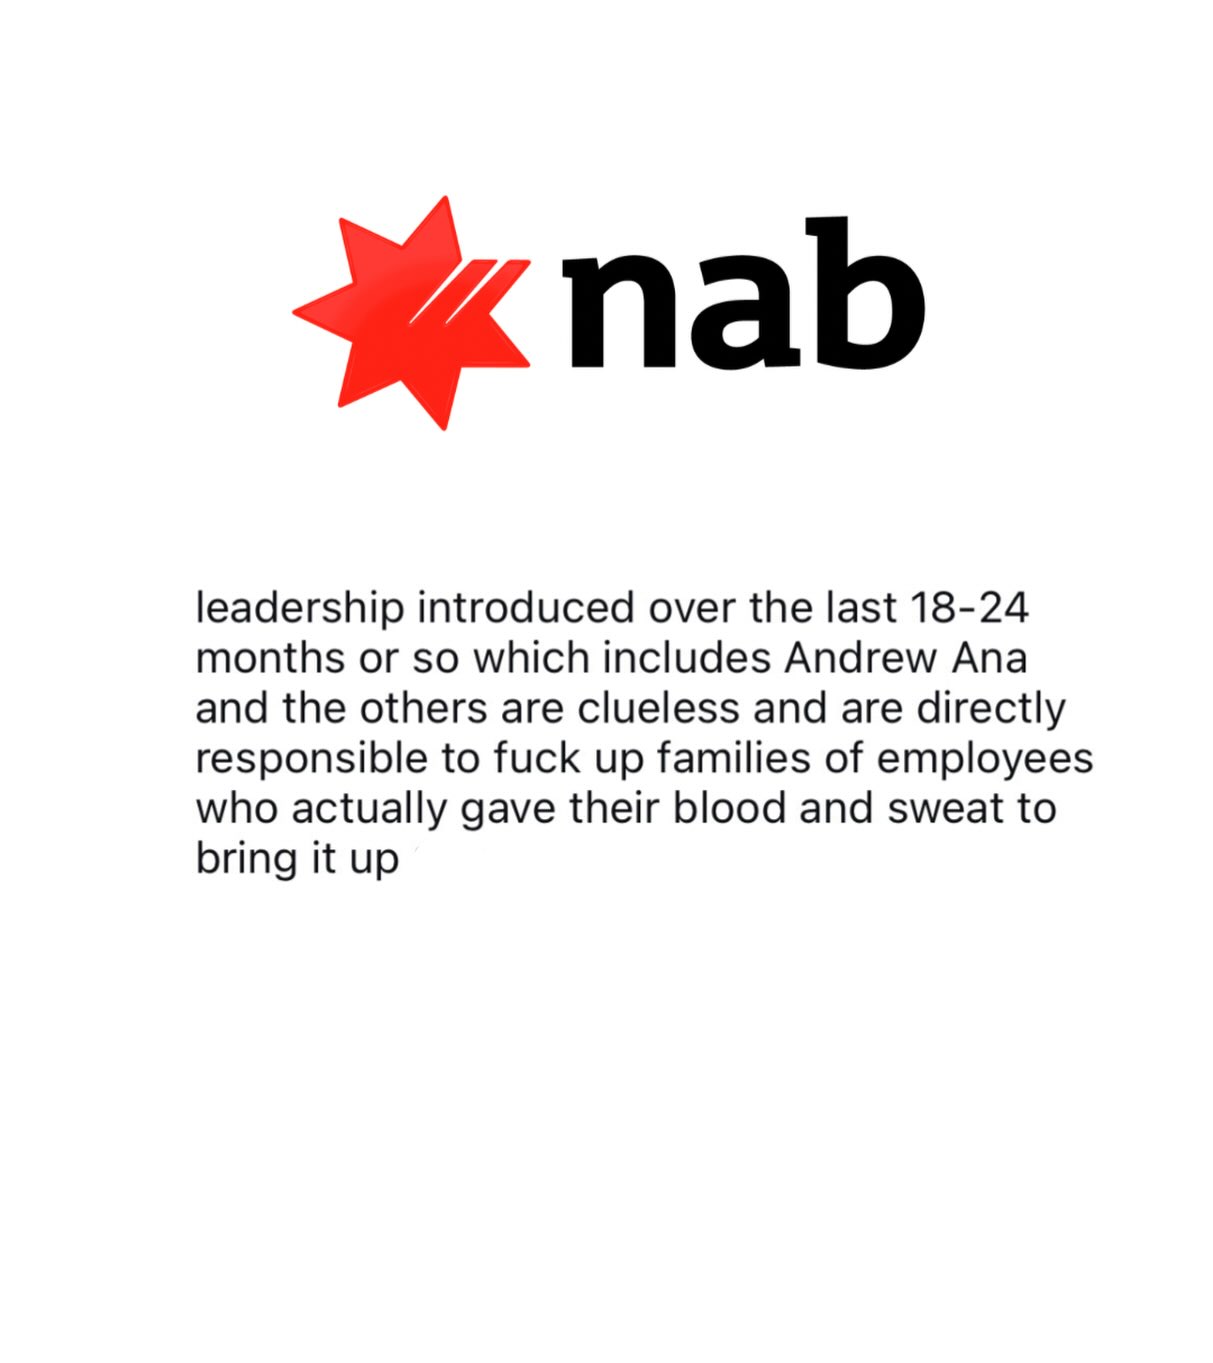 nab
leadership introduced over the last 18-24
months or so which includes Andrew Ana
and the others are clueless and are directly
responsible to fuck up families of employees
who actually gave their blood and sweat to
bring it up